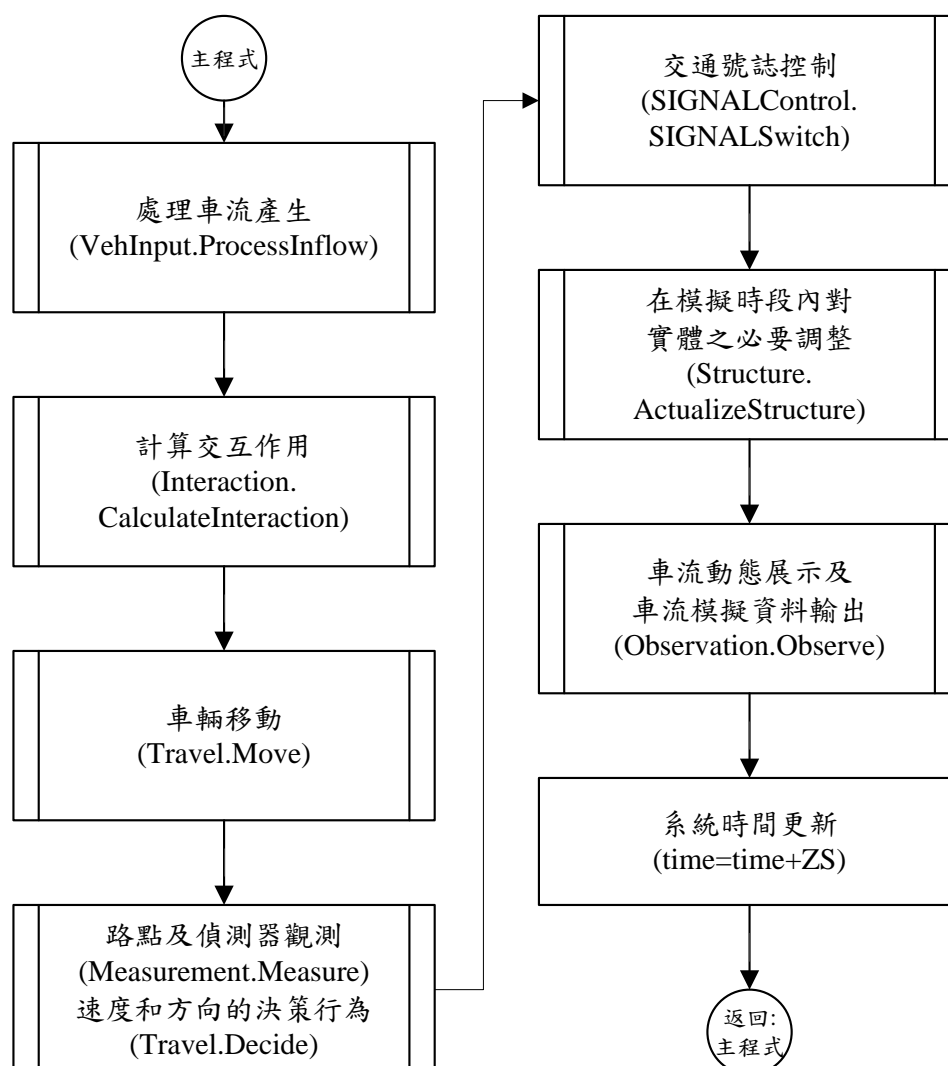 主程式
處理車流產生
(VehInput.ProcessInflow)
計算交互作用
(Interaction.
CalculateInteraction)
車輛移動
(Travel.Move)
路點及偵測器觀測
(Measurement.Measure)
速度和方向的決策行為
(Travel.Decide)
交通號誌控制
(SIGNALControl.
SIGNALSwitch)
在模擬時段內對
實體之必要調整
(Structure.
ActualizeStructure)
車流動態展示及
車流模擬資料輸出
(Observation.Observe)
系統時間更新
(time=time+ZS)
返回:
主程式